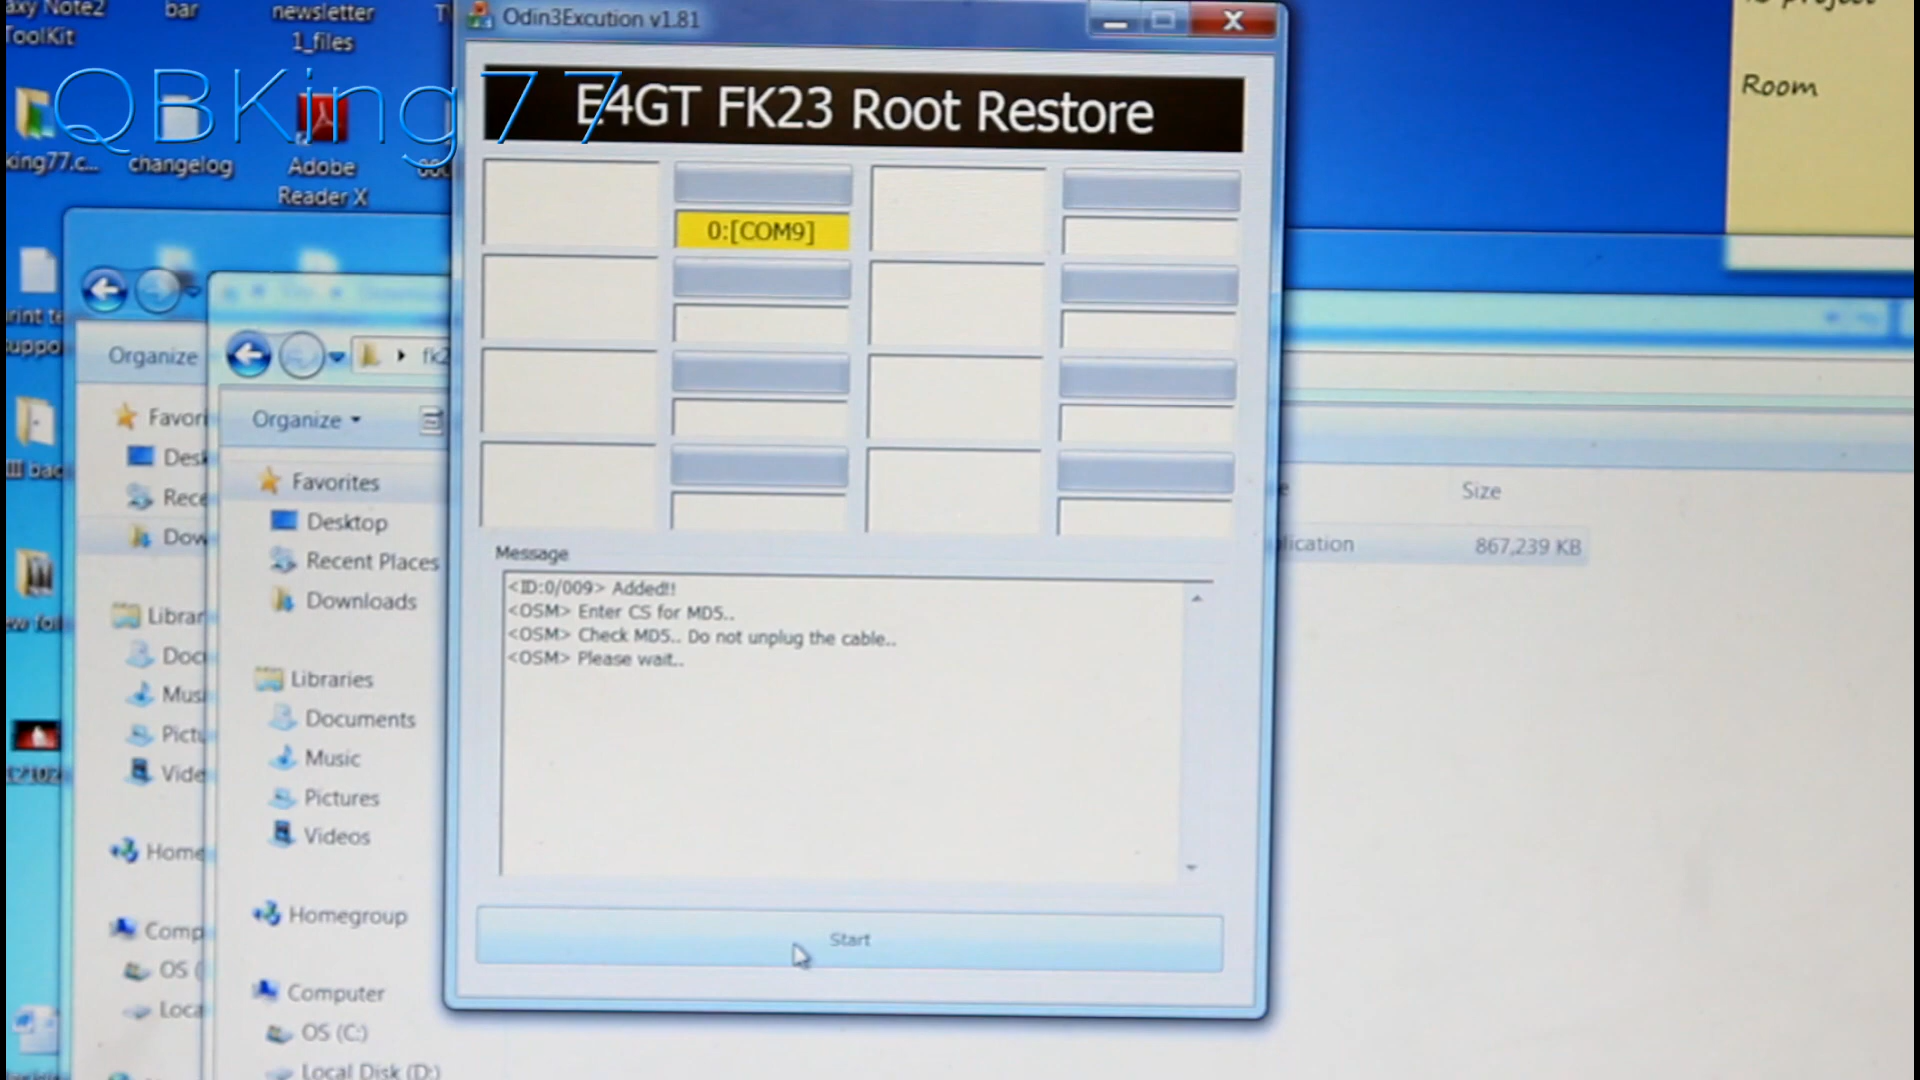 Note2
ToolKit
bar
newsletter
1_files
QBKing77
changelog
Adobe
Reader X
Odin3Excution v1.81
E4GT FK23 Root Restore
0:[COM9]
Message
<ID:0/009> Added!!
<OSM> Enter CS for MD5..
<OSM> Check MD5.. Do not unplug the cable..
<OSM> Please wait..
Start
project
Room
Size
867,239 KB
Organize
Organize
Favorites
Desktop
Recent Places
Downloads
Libraries
Documents
Music
Pictures
Videos
Homegroup
Computer
OS (C:)
Local Disk (D:)